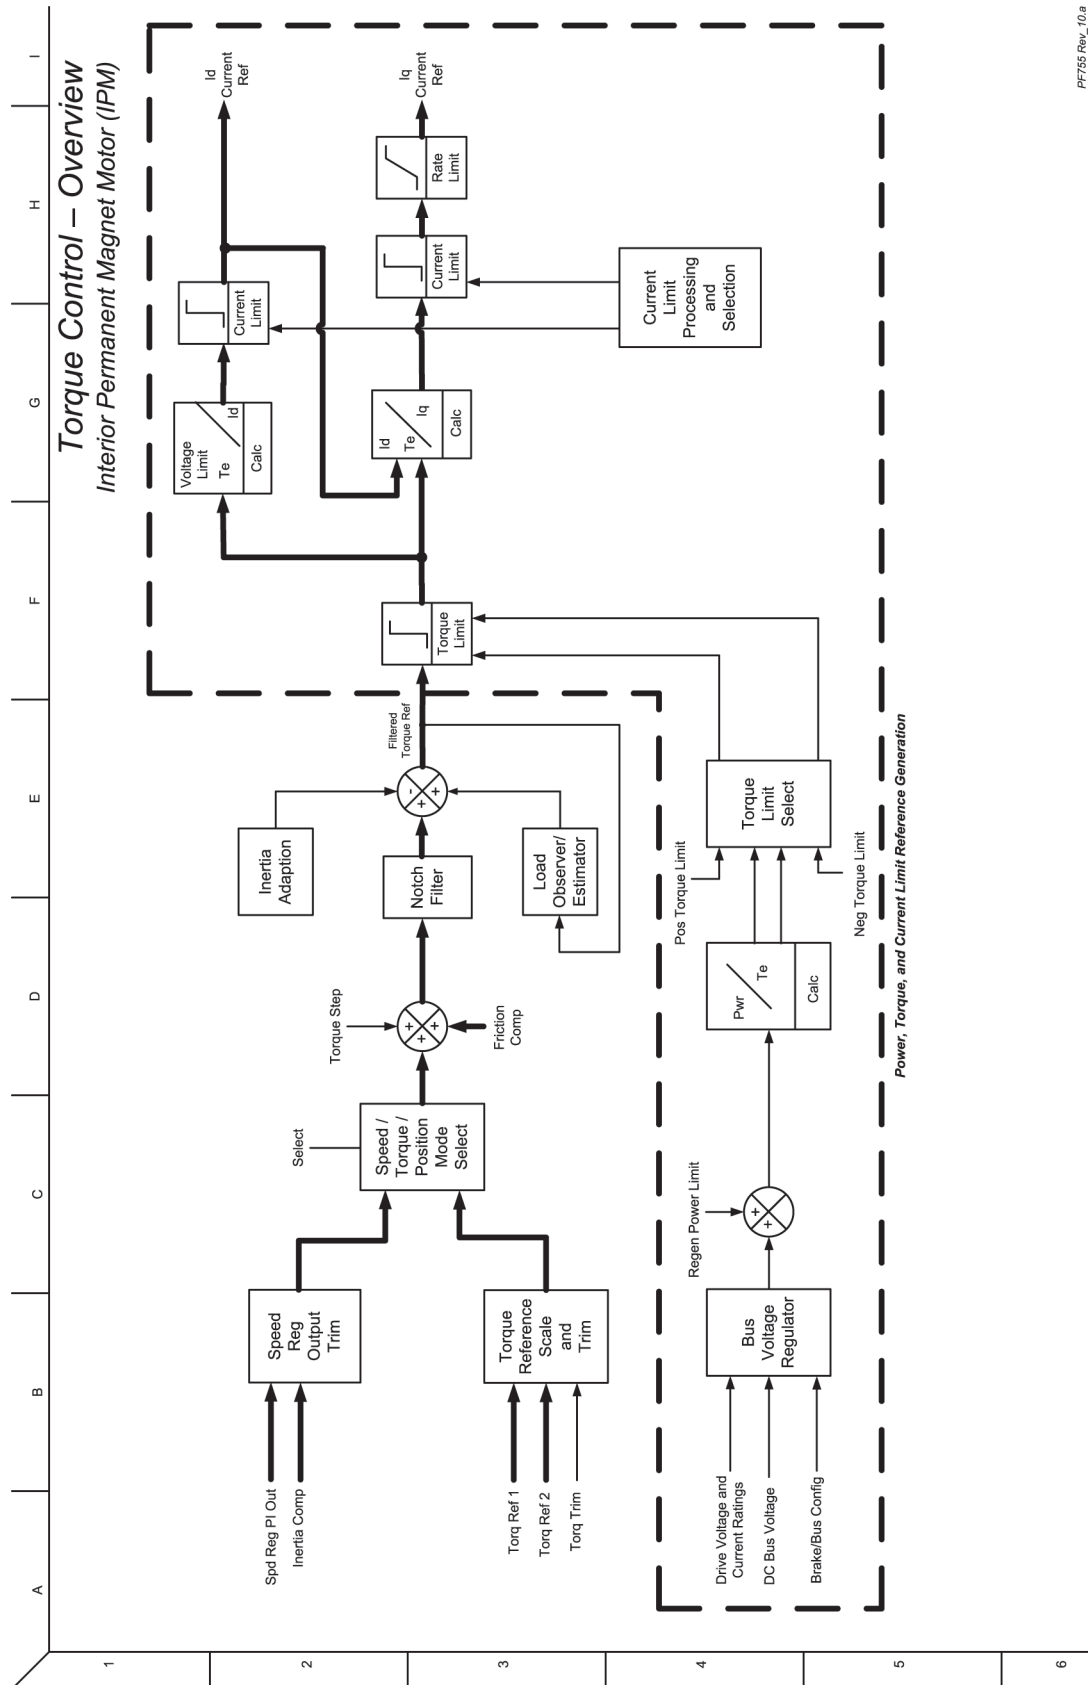 Torque Control – Overview
Interior Permanent Magnet Motor (IPM)
A
B
C
D
E
F
G
H
I
1
2
3
4
5
6
Spd Reg PI Out
Inertia Comp
Speed
Reg
Output
Trim
Torq Ref 1
Torq Ref 2
Torq Trim
Torque
Reference
Scale
and
Trim
Select
Speed /
Torque /
Position
Mode
Select
Torque Step
+
+
+
Friction
Comp
Notch
Filter
Inertia
Adaption
-
+
+
Load
Observer/
Estimator
Filtered
Torque Ref
Torque
Limit
Voltage
Limit
Te
Id
Calc
Current
Limit
Id
Current
Ref
Id
Te
Iq
Calc
Current
Limit
Rate
Limit
Iq
Current
Ref
Current Limit
Processing
and
Selection
Drive Voltage and
Current Ratings
DC Bus Voltage
Brake/Bus Config
Bus
Voltage
Regulator
Regen Power Limit
+
+
Pwr
Te
Calc
Pos Torque Limit
Neg Torque Limit
Torque
Limit
Select
Power, Torque, and Current Limit Reference Generation
PF755 Rev_10.a